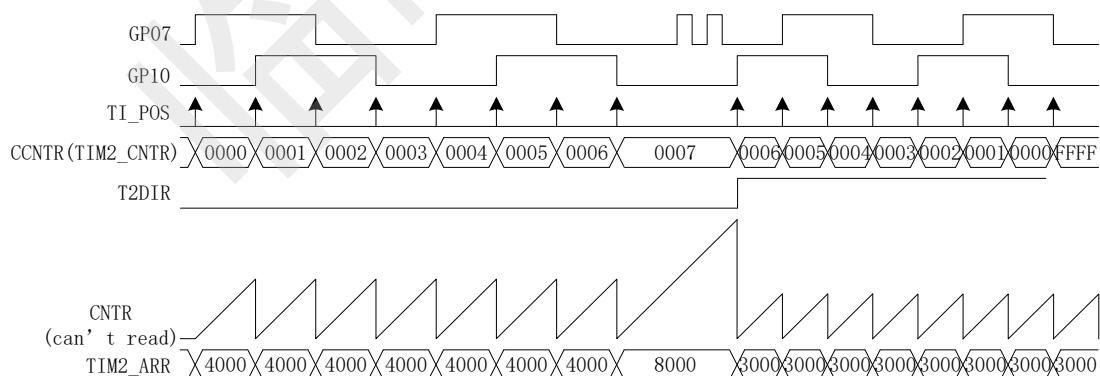 GP07
GP10
TI_POS
CCNTR(TIM2_CNTR) 0000 0001 0002 0003 0004 0005 0006 0007 0006 0005 0004 0003 0002 0001 0000 FFFF
T2DIR
CNTR
(can't read)
TIM2_ARR 4000 4000 4000 4000 4000 4000 4000 8000 3000 3000 3000 3000 3000 3000 3000 3000